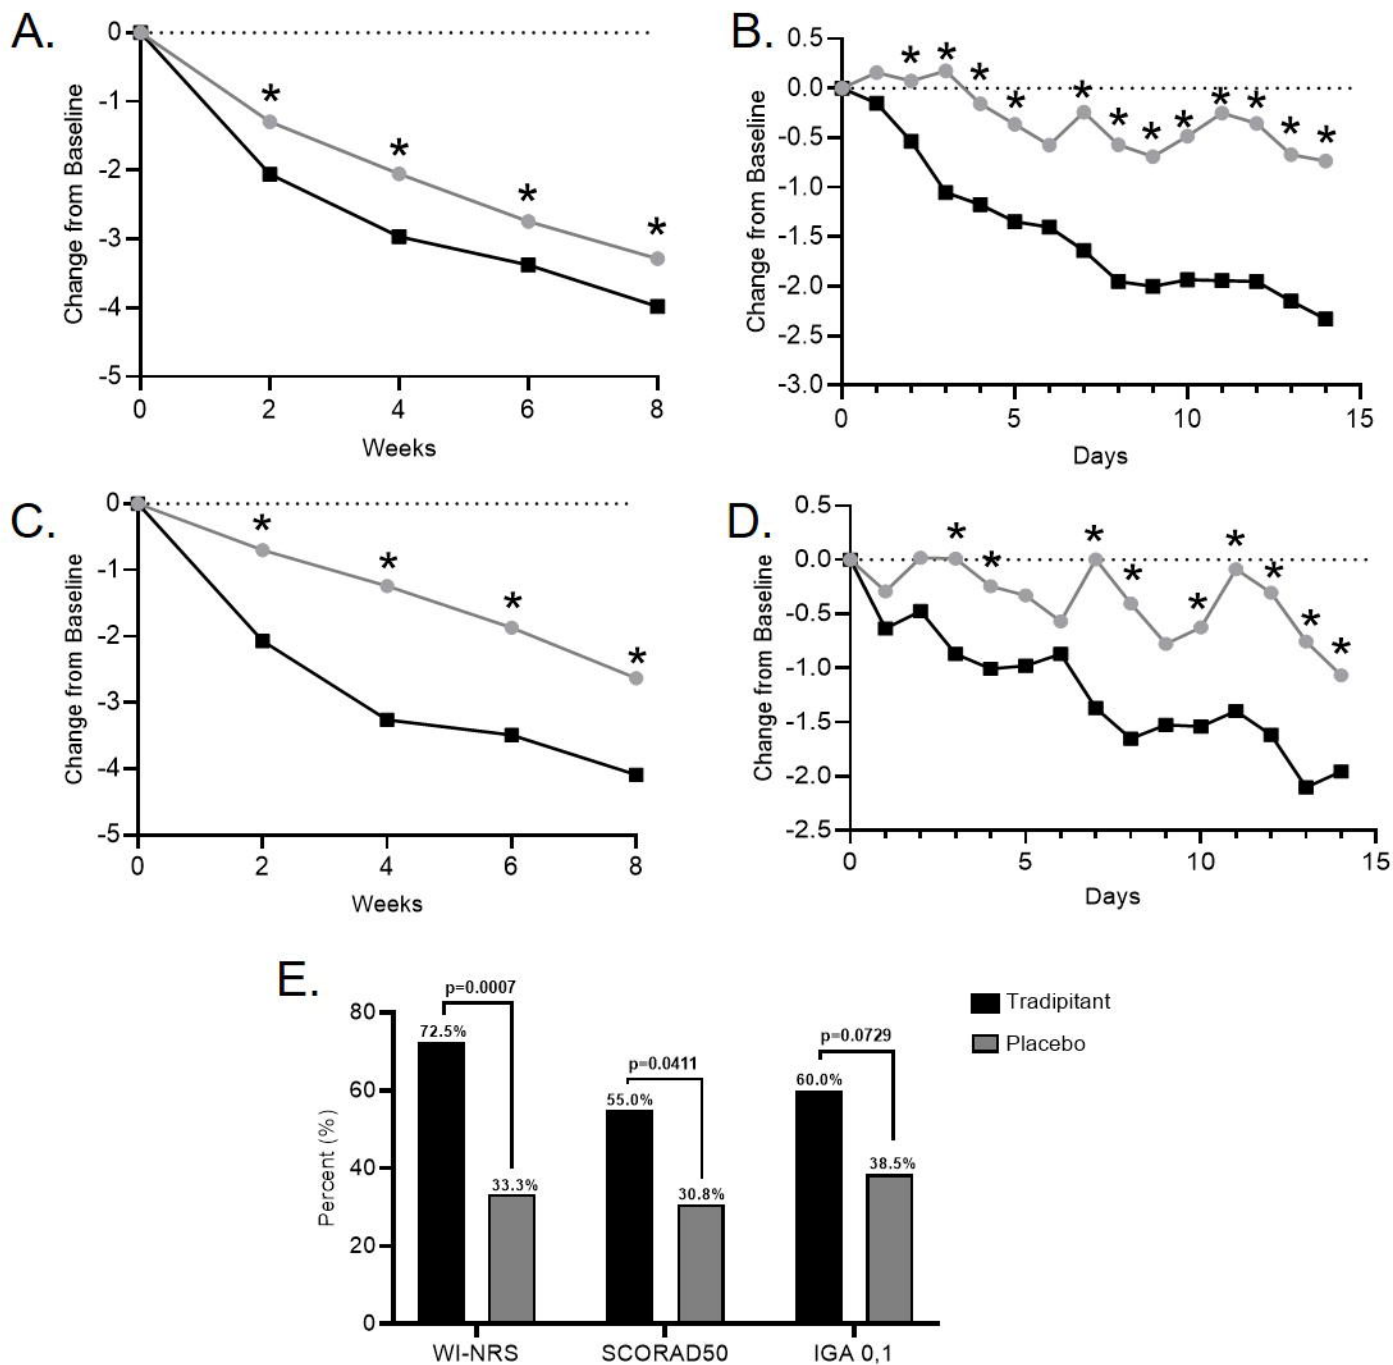 A.
0
-1
-2
-3
-4
-5
Change from Baseline
* * * *
0 2 4 6 8
Weeks
B.
0.5
0.0
-0.5
-1.0
-1.5
-2.0
-2.5
-3.0
Change from Baseline
* * * * * * * * * * * *
0 5 10 15
Days
C.
0
-1
-2
-3
-4
-5
Change from Baseline
* * * *
0 2 4 6 8
Weeks
D.
0.5
0.0
-0.5
-1.0
-1.5
-2.0
-2.5
Change from Baseline
* * * * * * * * *
0 5 10 15
Days
E.
80
60
40
20
0
Percent (%)
p=0.0007
72.5%
33.3%
p=0.0411
55.0%
30.8%
p=0.0729
60.0%
38.5%
WI-NRS SCORAD50 IGA 0,1
Tradipitant
Placebo